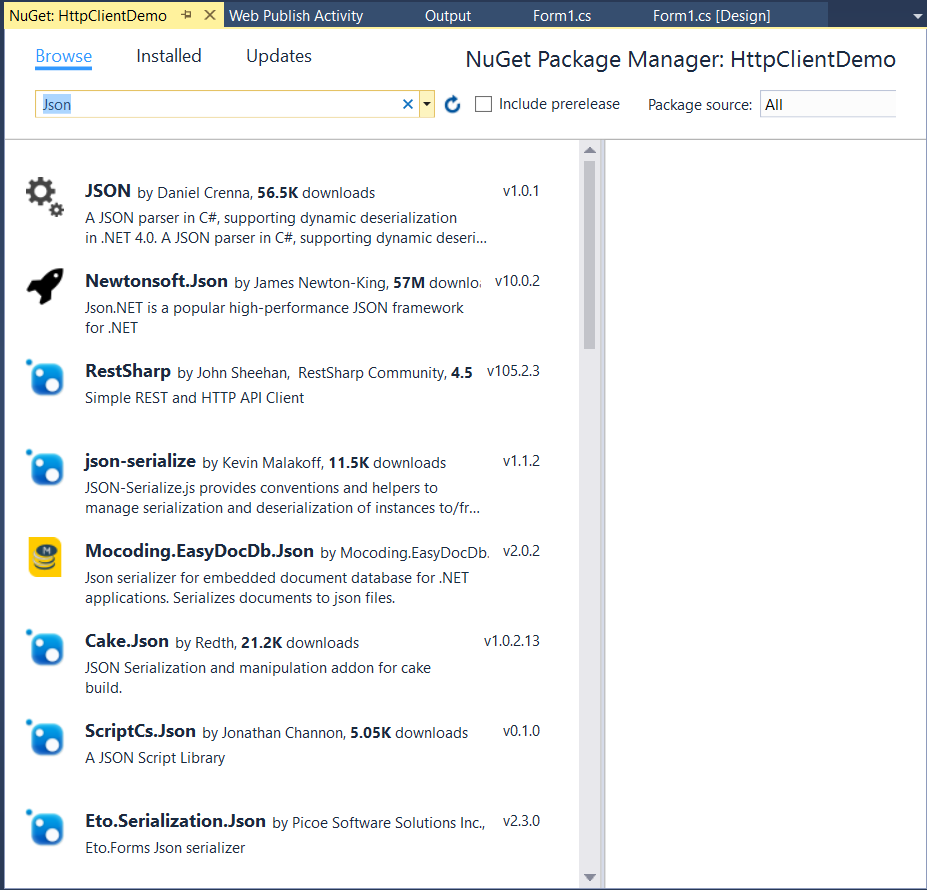 NuGet: HttpClientDemo
Web Publish Activity
Output
Form1.cs
Form1.cs [Design]
Browse
Installed
Updates
NuGet Package Manager: HttpClientDemo
Json
Include prerelease
Package source:
All
JSON by Daniel Crenna, 56.5K downloads
v1.0.1
A JSON parser in C#, supporting dynamic deserialization
in .NET 4.0. A JSON parser in C#, supporting dynamic deseri...
Newtonsoft.Json by James Newton-King, 57M downlo
v10.0.2
Json.NET is a popular high-performance JSON framework
for .NET
RestSharp by John Sheehan, RestSharp Community, 4.5
v105.2.3
Simple REST and HTTP API Client
json-serialize by Kevin Malakoff, 11.5K downloads
v1.1.2
JSON-Serialize.js provides conventions and helpers to
manage serialization and deserialization of instances to/fr...
Mocoding.EasyDocDb.Json by Mocoding.EasyDocDb.
v2.0.2
Json serializer for embedded document database for .NET
applications. Serializes documents to json files.
Cake.Json by Redth, 21.2K downloads
v1.0.2.13
JSON Serialization and manipulation addon for cake
build.
ScriptCs.Json by Jonathan Channon, 5.05K downloads
v0.1.0
A JSON Script Library
Eto.Serialization.Json by Picoe Software Solutions Inc.,
v2.3.0
Eto.Forms Json serializer